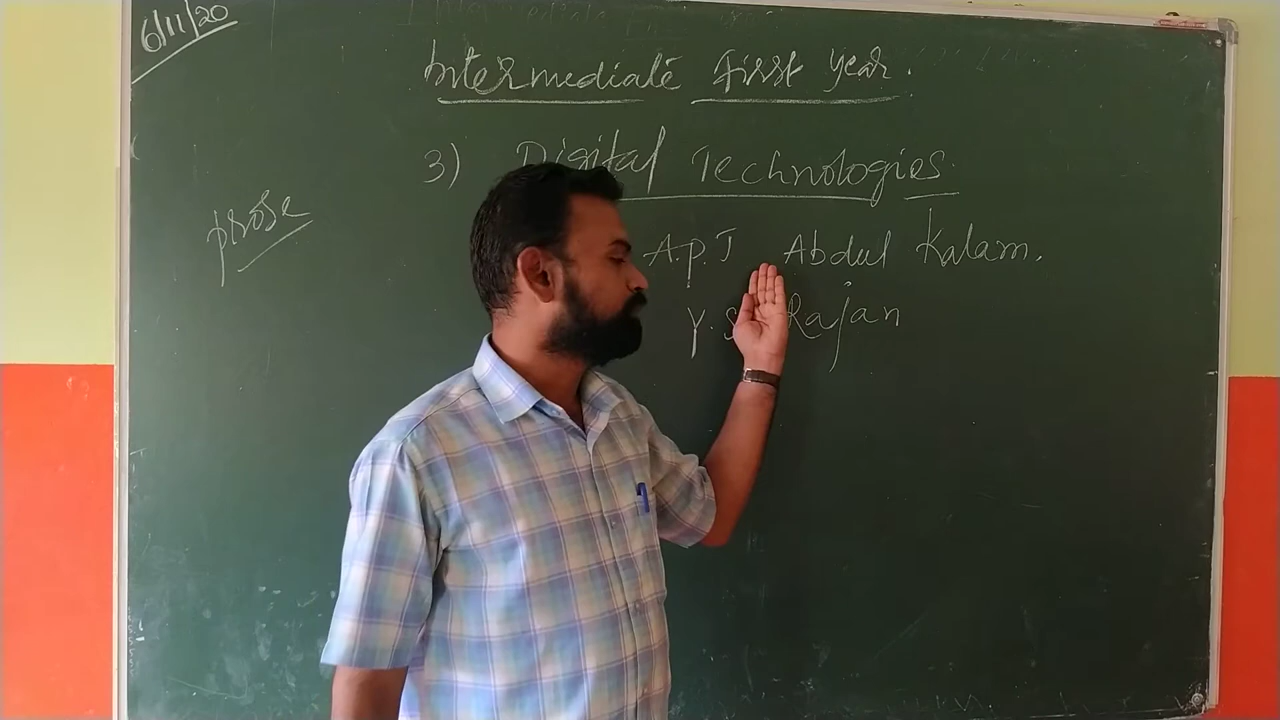 6/11/20
Intermediate first year.
3) Digital Technologies.
prose
A.P.J Abdul Kalam.
Y.S Rajan